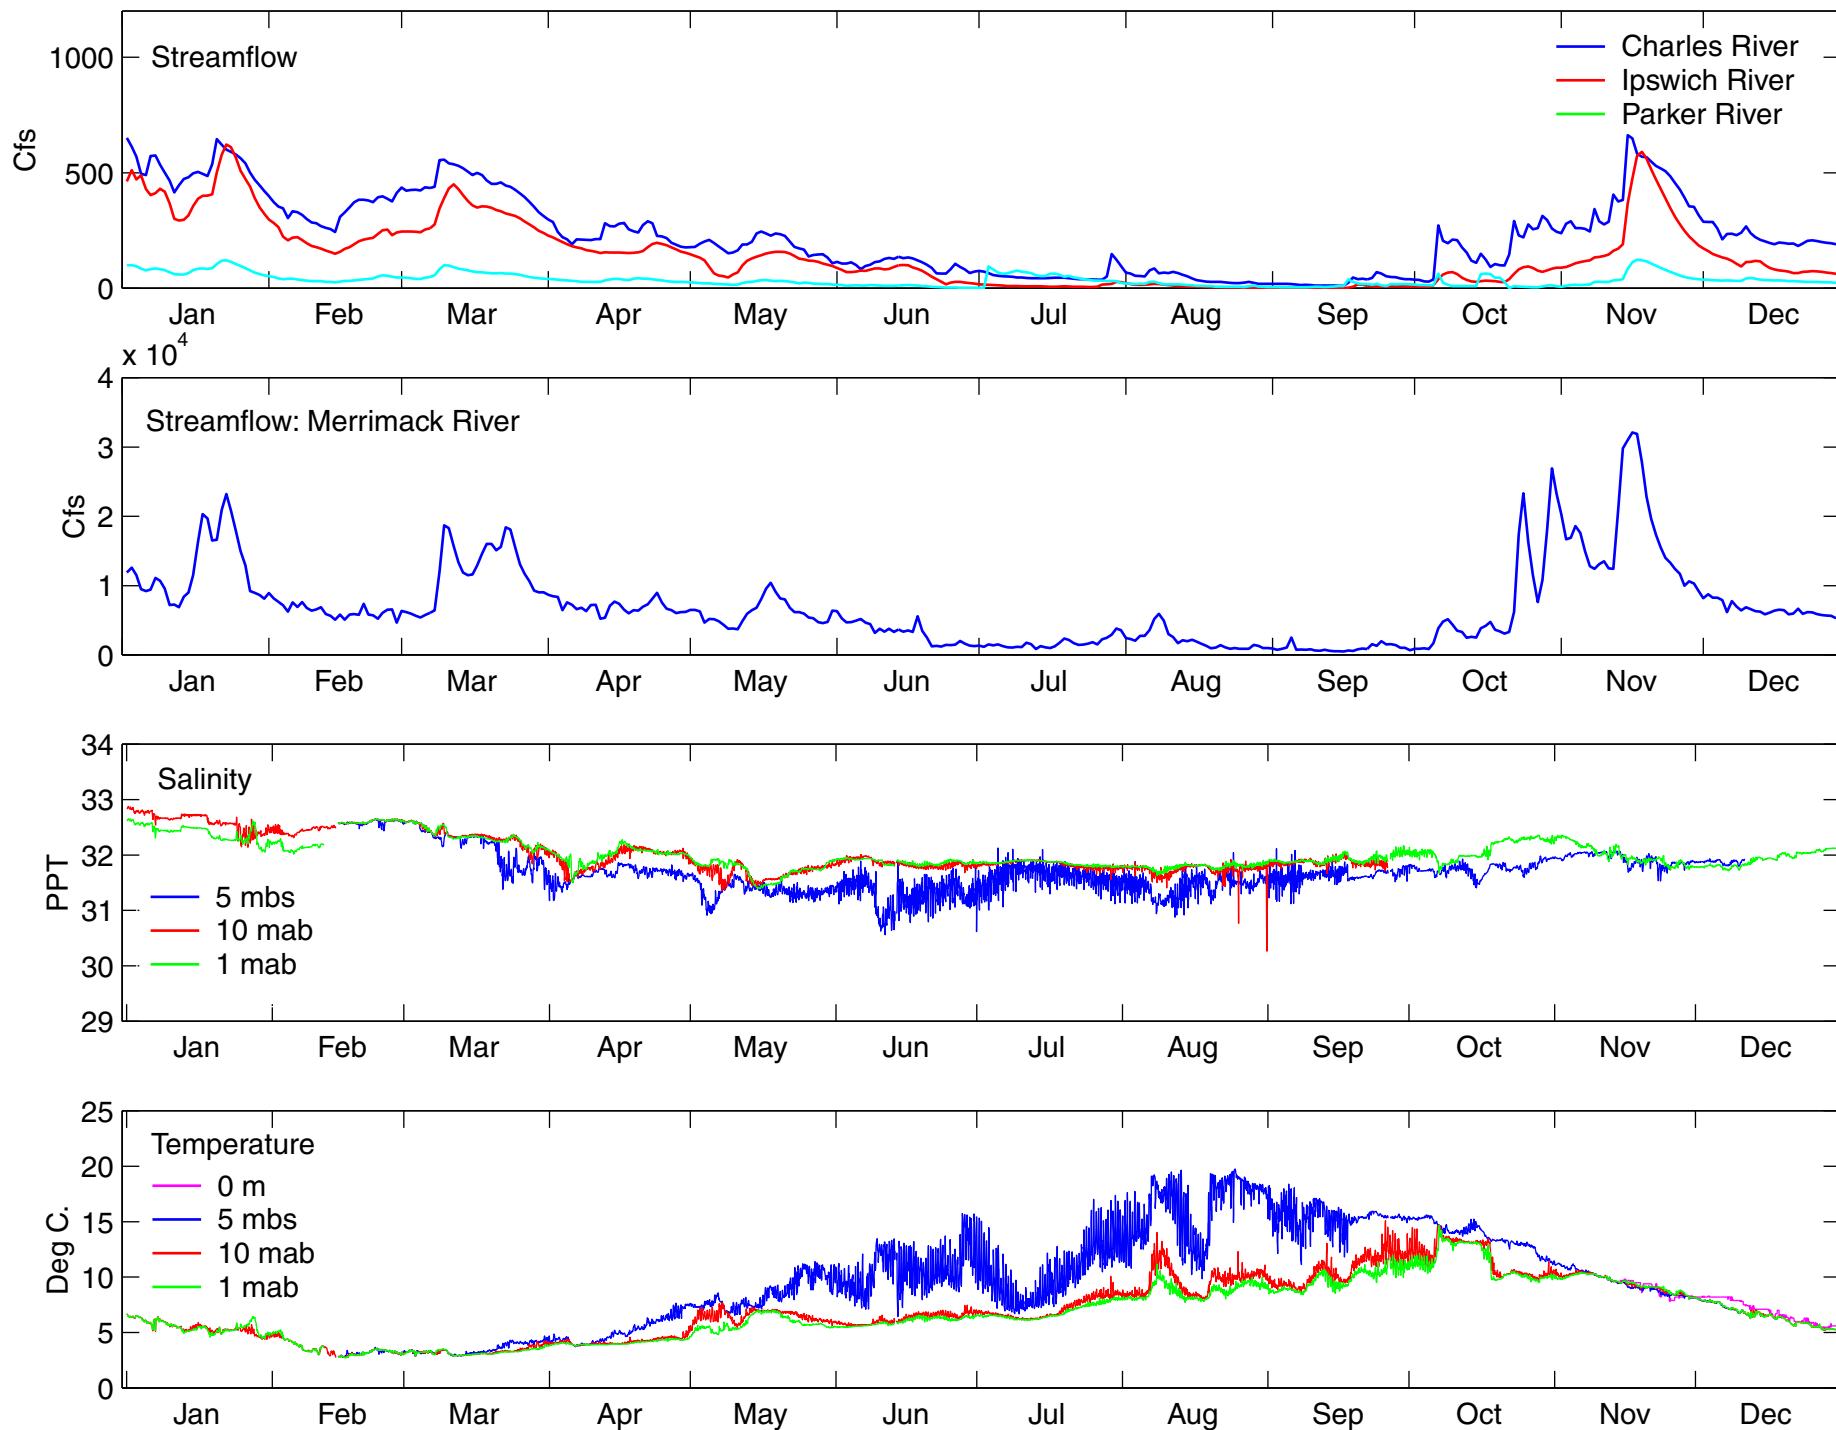 Streamflow
Charles River
Ipswich River
Parker River
Cfs
1000
500
0
Jan Feb Mar Apr May Jun Jul Aug Sep Oct Nov Dec
x 10^4
Streamflow: Merrimack River
Cfs
4
3
2
1
0
Jan Feb Mar Apr May Jun Jul Aug Sep Oct Nov Dec
Salinity
PPT
34
33
32
31
30
29
5 mbs
10 mab
1 mab
Jan Feb Mar Apr May Jun Jul Aug Sep Oct Nov Dec
Temperature
Deg C.
25
20
15
10
5
0
0 m
5 mbs
10 mab
1 mab
Jan Feb Mar Apr May Jun Jul Aug Sep Oct Nov Dec